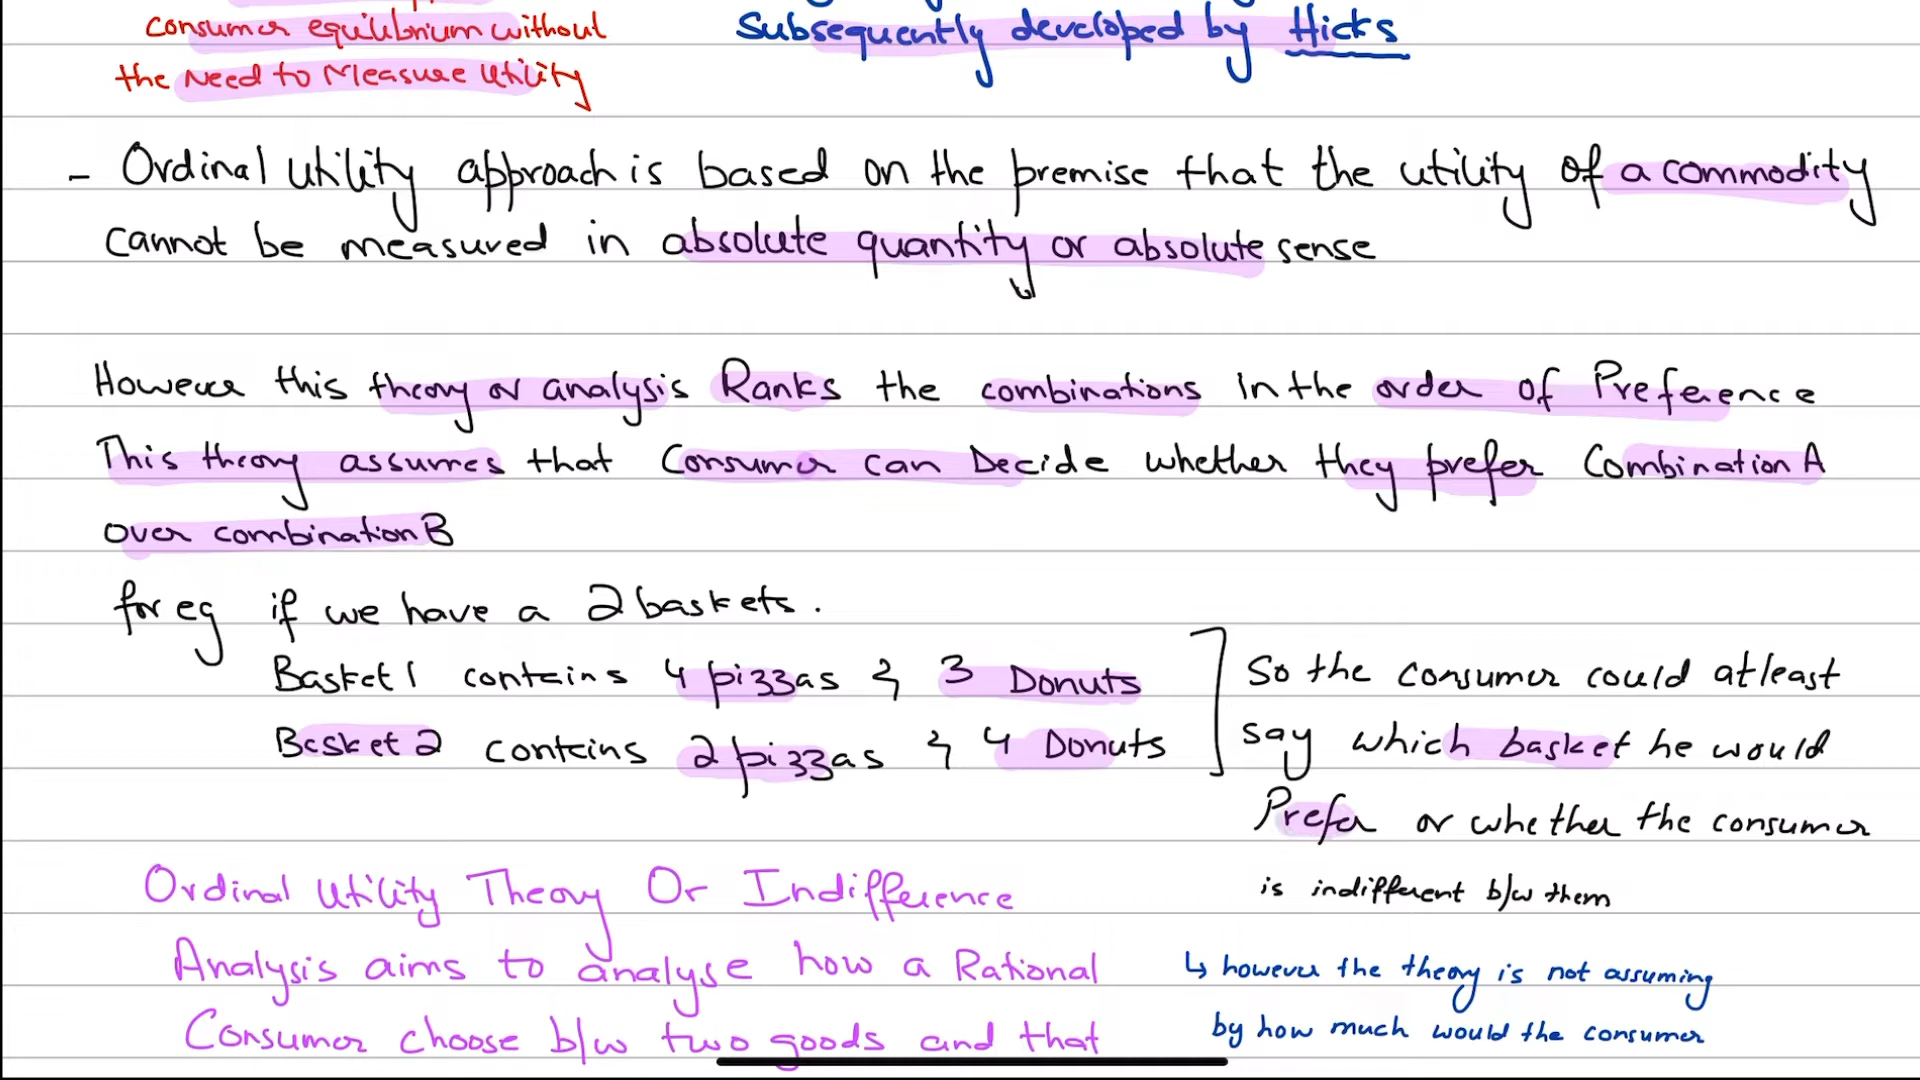 consumer equilibrium without
the Need to Measure Utility
Subsequently developed by Hicks
- Ordinal Utility approach is based on the premise that the utility of a commodity
cannot be measured in absolute quantity or absolute sense
However this theory or analysis Ranks the combinations in the order of Preference
This theory assumes that Consumer can Decide whether they prefer Combination A
over combination B
for eg if we have a 2 baskets.
Basket 1 contains 4 pizzas & 3 Donuts
Basket 2 contains 2 pizzas & 4 Donuts
So the consumer could atleast
say which basket he would
Prefer or whether the consumer
is indifferent b/w them
↳ however the theory is not assuming
by how much would the consumer
Ordinal Utility Theory Or Indifference
Analysis aims to analyse how a Rational
Consumer choose b/w two goods and that